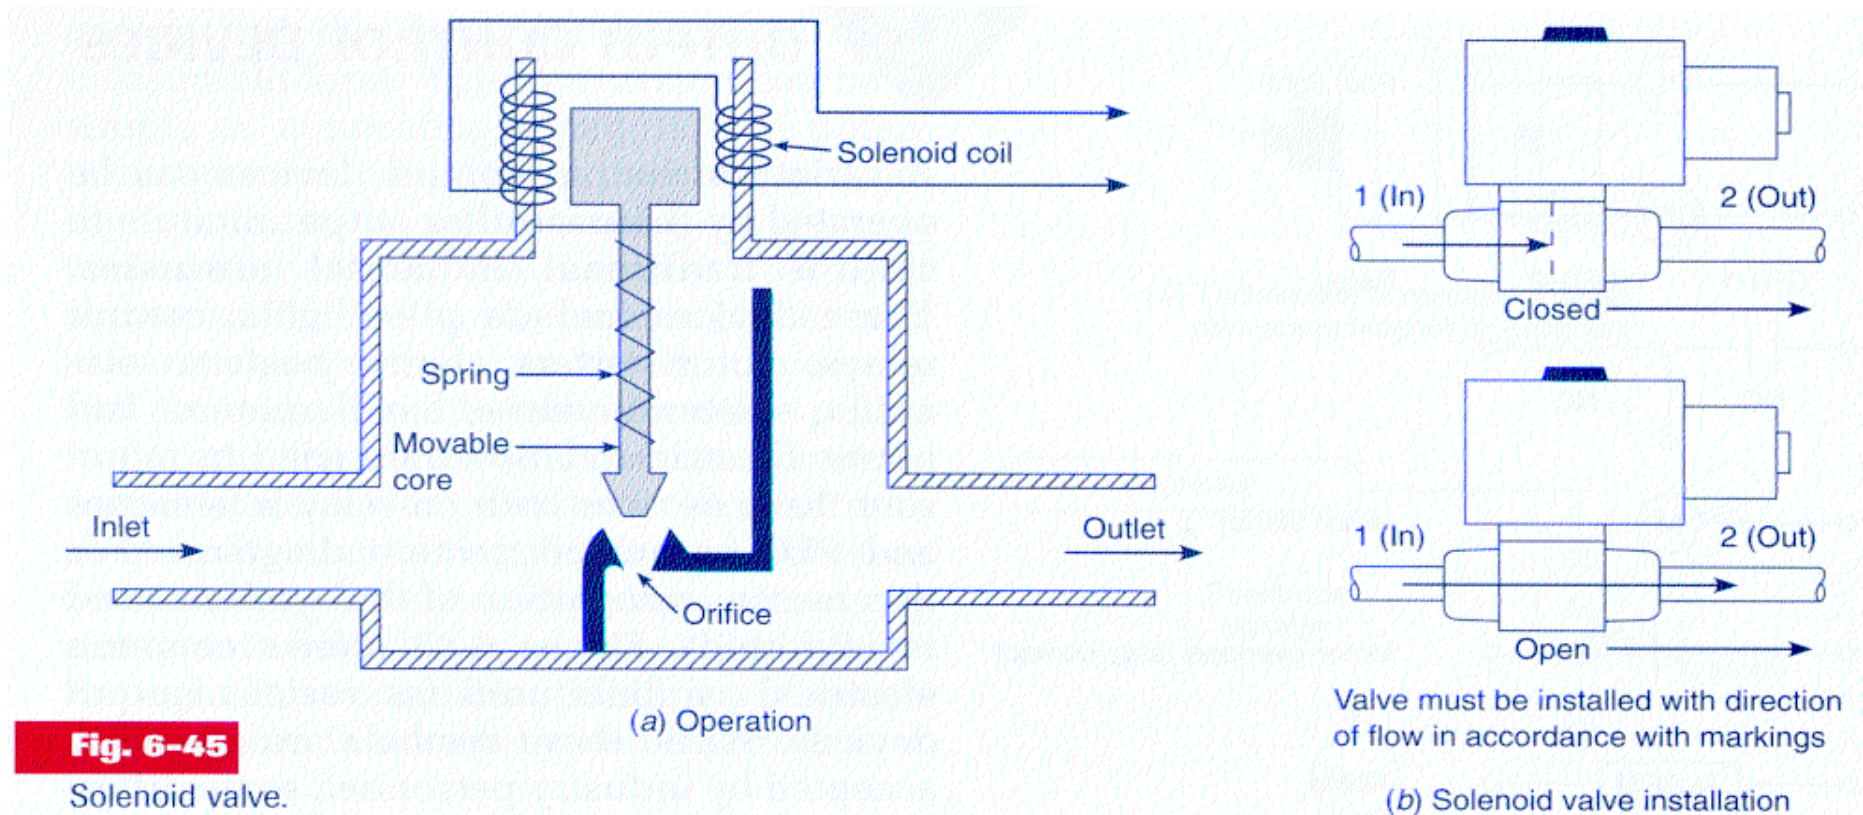 Solenoid coil
Spring
Movable
core
Inlet
Outlet
Orifice
(a) Operation
1 (In)
2 (Out)
Closed
1 (In)
2 (Out)
Open
Valve must be installed with direction
of flow in accordance with markings
(b) Solenoid valve installation
Fig. 6-45
Solenoid valve.